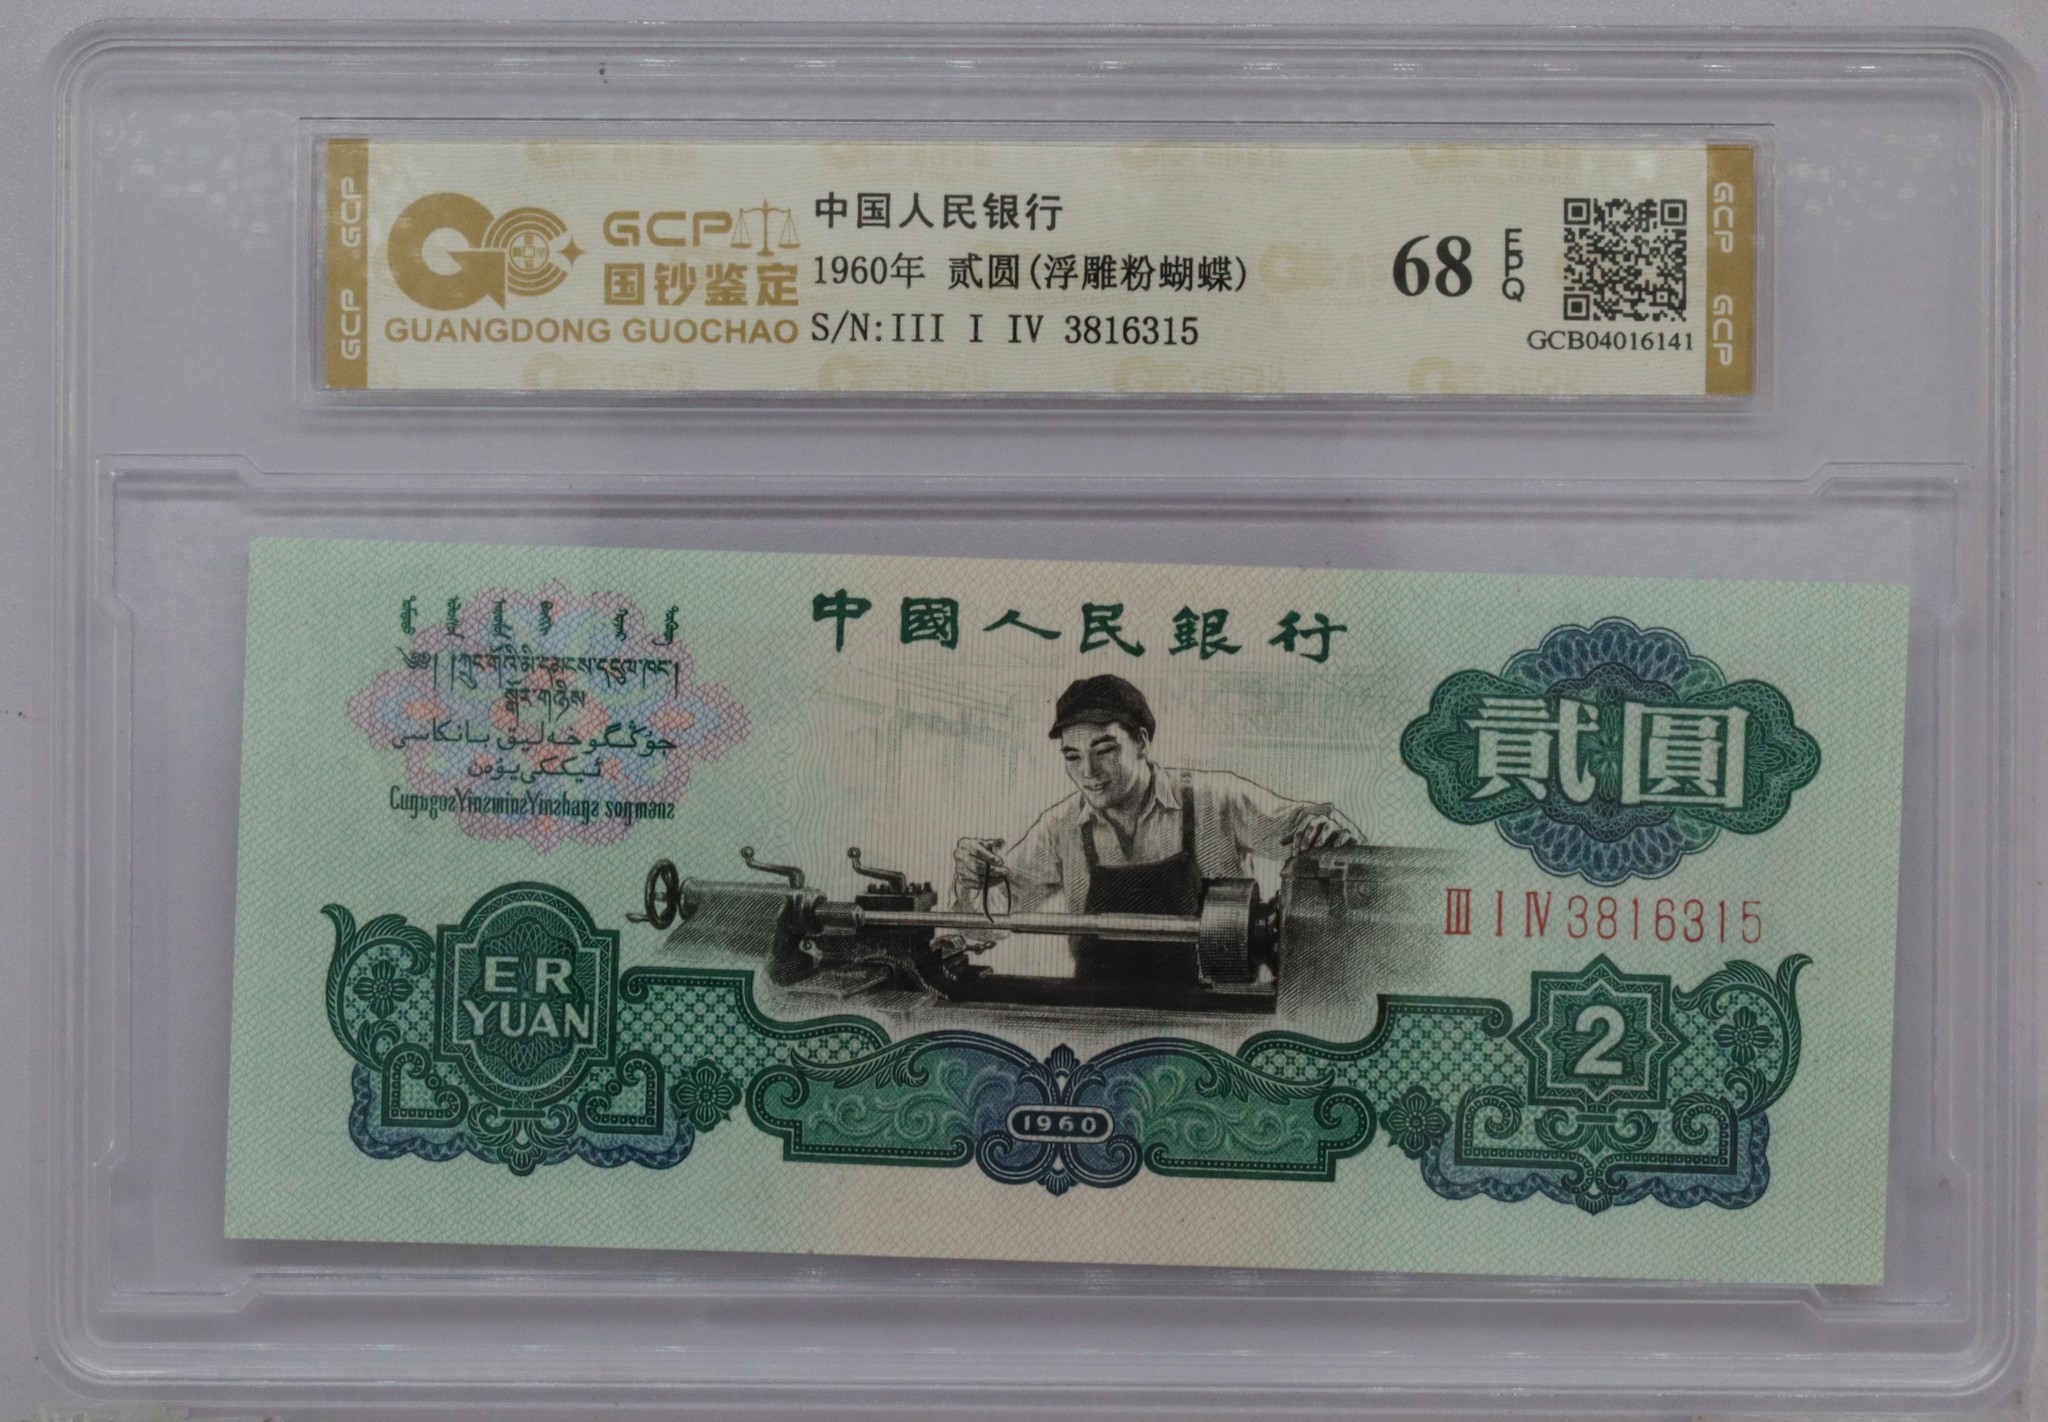 GCP
GCP
GC
GCP
国钞鉴定
GUANGDONG GUOCHAO
中国人民银行
1960年 贰圆(浮雕粉蝴蝶)
S/N:III I IV 3816315
68
EPQ
GCB04016141
GCP
GCP
中國人民銀行
貳圓
Ⅲ Ⅰ Ⅳ 3816315
ER
YUAN
2
1960